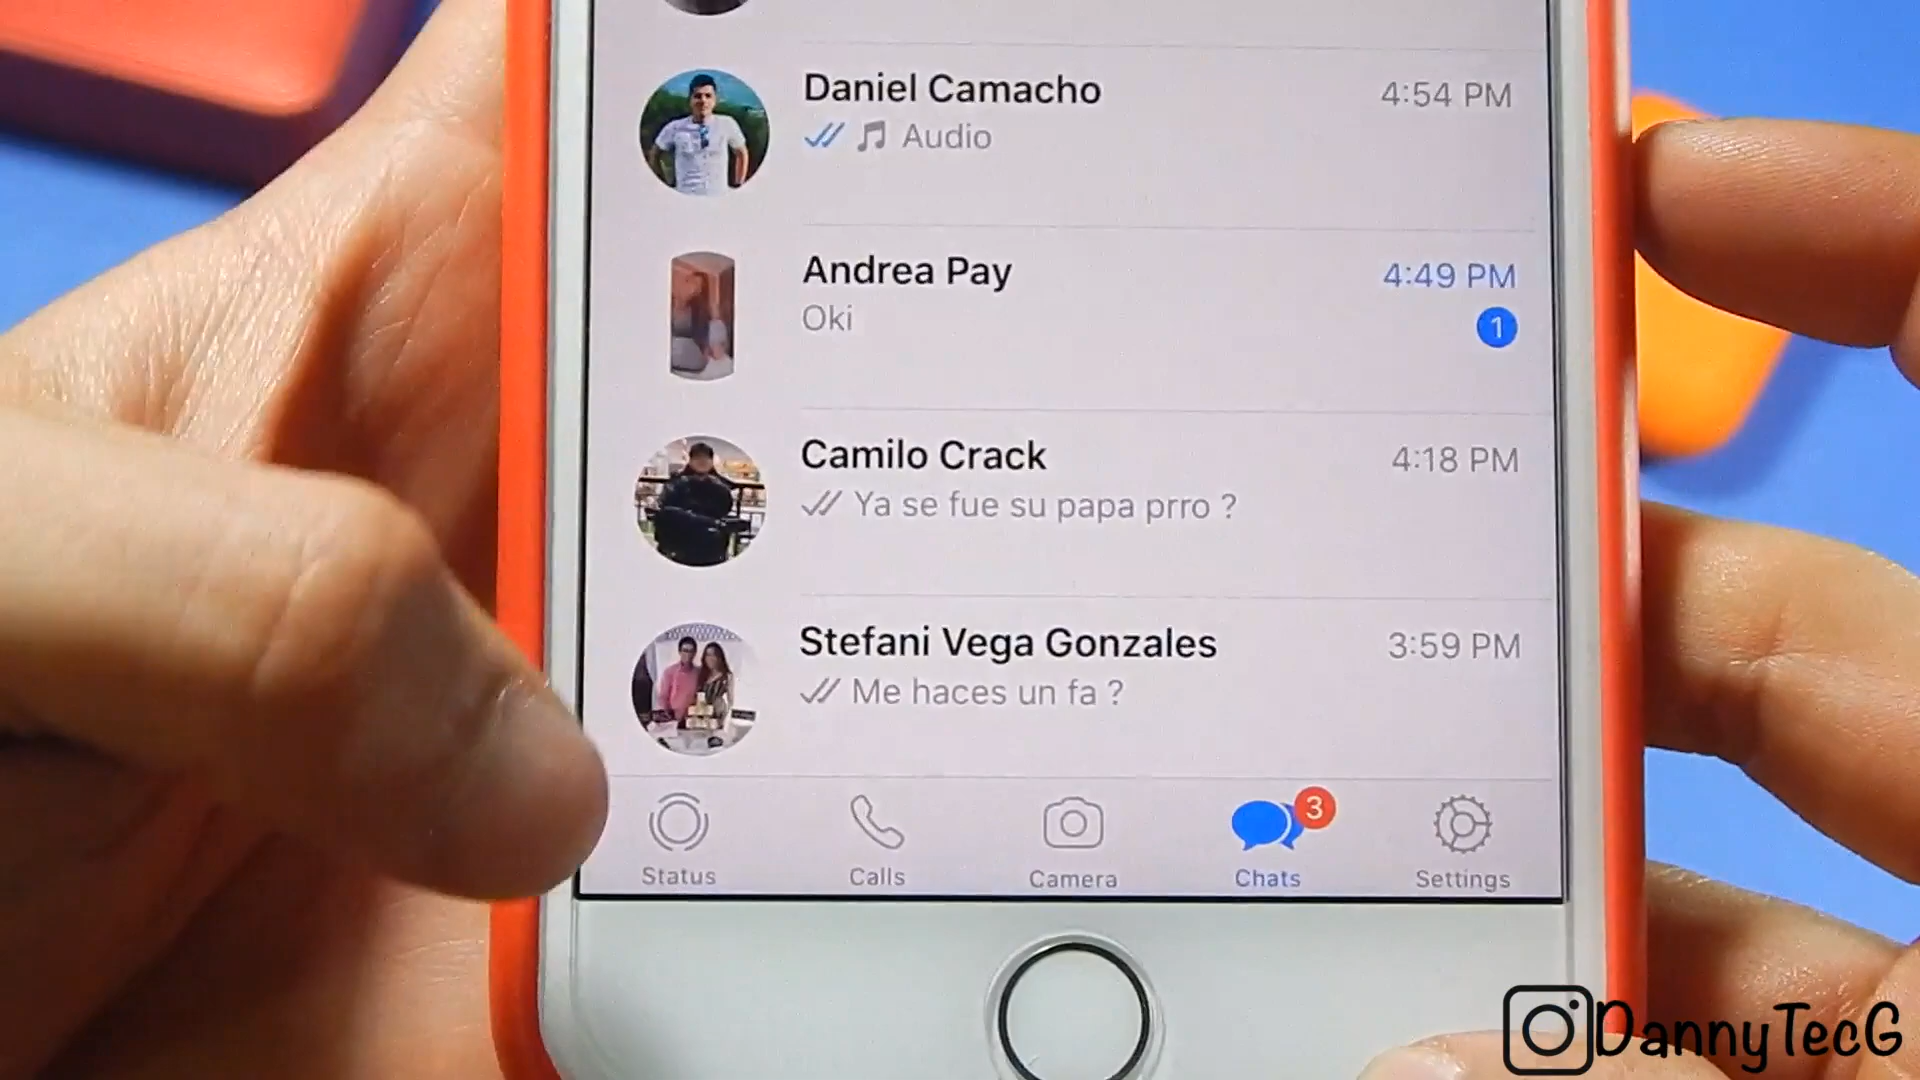 Daniel Camacho
4:54 PM
Audio
Andrea Pay
4:49 PM
Oki
1
Camilo Crack
4:18 PM
Ya se fue su papa prro ?
Stefani Vega Gonzales
3:59 PM
Me haces un fa ?
3
Status
Calls
Camera
Chats
Settings
DannyTecG